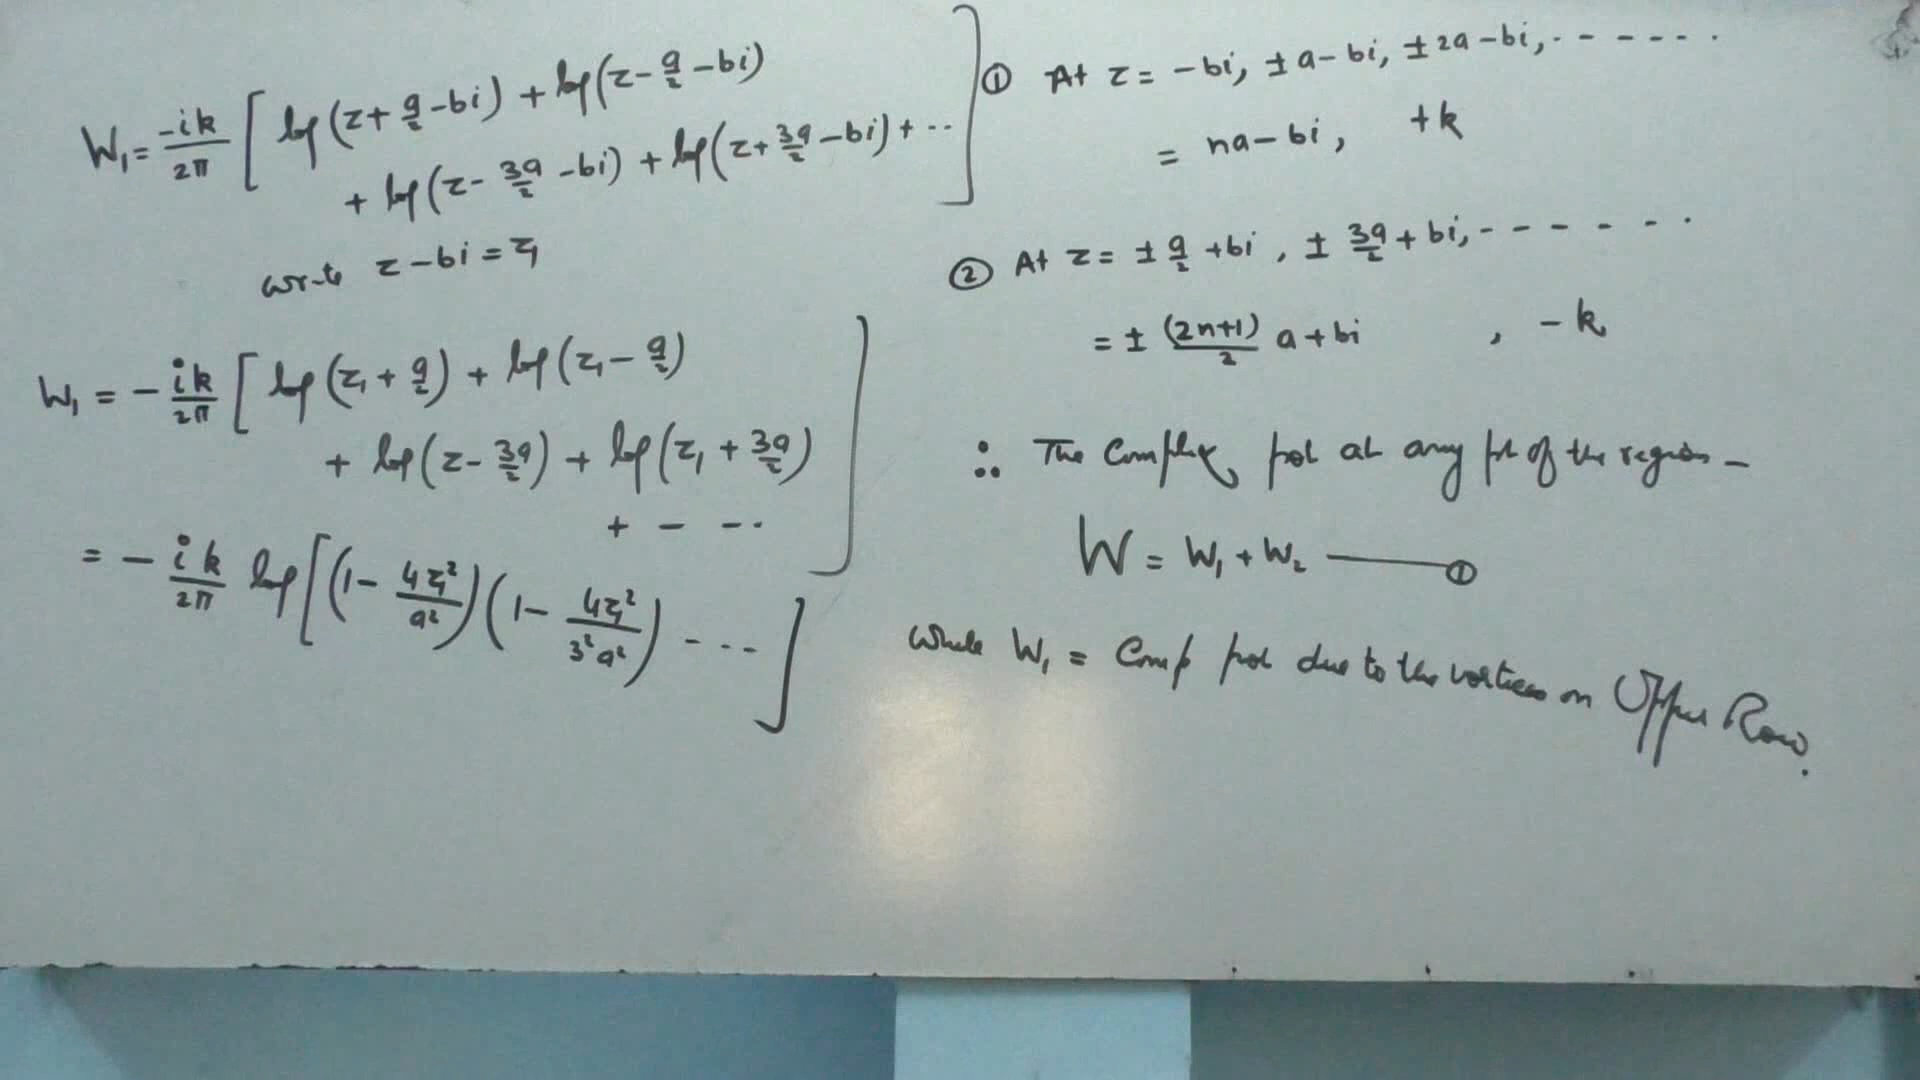 W₁ = -ik/2π [ log(z + a/2 - bi) + log(z - a/2 - bi)
+ log(z - 3a/2 - bi) + log(z + 3a/2 - bi) + ·· ]
write z - bi = z₁
W₁ = - ik/2π [ log(z₁ + a/2) + log(z₁ - a/2)
+ log(z - 3a/2) + log(z₁ + 3a/2)
+ - - ·· ]
= - ik/2π log[ (1 - 4z₁²/a²) (1 - 4z₁²/3²a²) - - ·· ]
① At z = -bi, ± a - bi, ± 2a - bi, - - - - - - ·
= na - bi, +k
② At z = ± a/2 + bi, ± 3a/2 + bi, - - - - - - ·
= ± (2n+1)/2 a + bi , - k
∴ The Complex pot at any pt of the region -
W = W₁ + W₂ —— ①
Where W₁ = Comp pot due to the vortices on Upper Row.